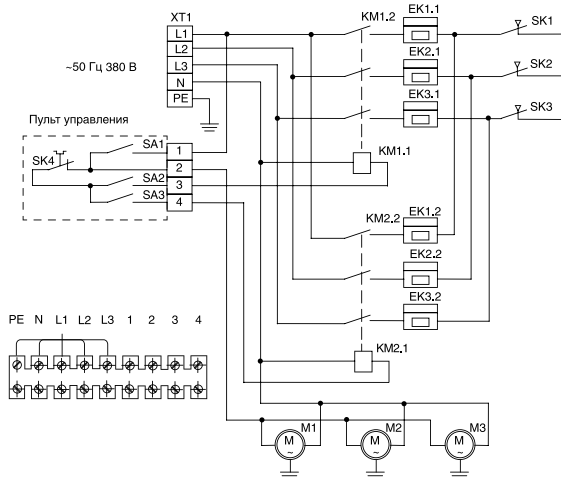 XT1
L1
L2
L3
N
PE
~50 Гц 380 В
KM1.2
EK1.1
EK2.1
EK3.1
SK1
SK2
SK3
KM1.1
Пульт управления
SK4
SA1
SA2
SA3
1
2
3
4
KM2.2
EK1.2
EK2.2
EK3.2
KM2.1
PE N L1 L2 L3 1 2 3 4
M1
M2
M3
M
~
M
~
M
~